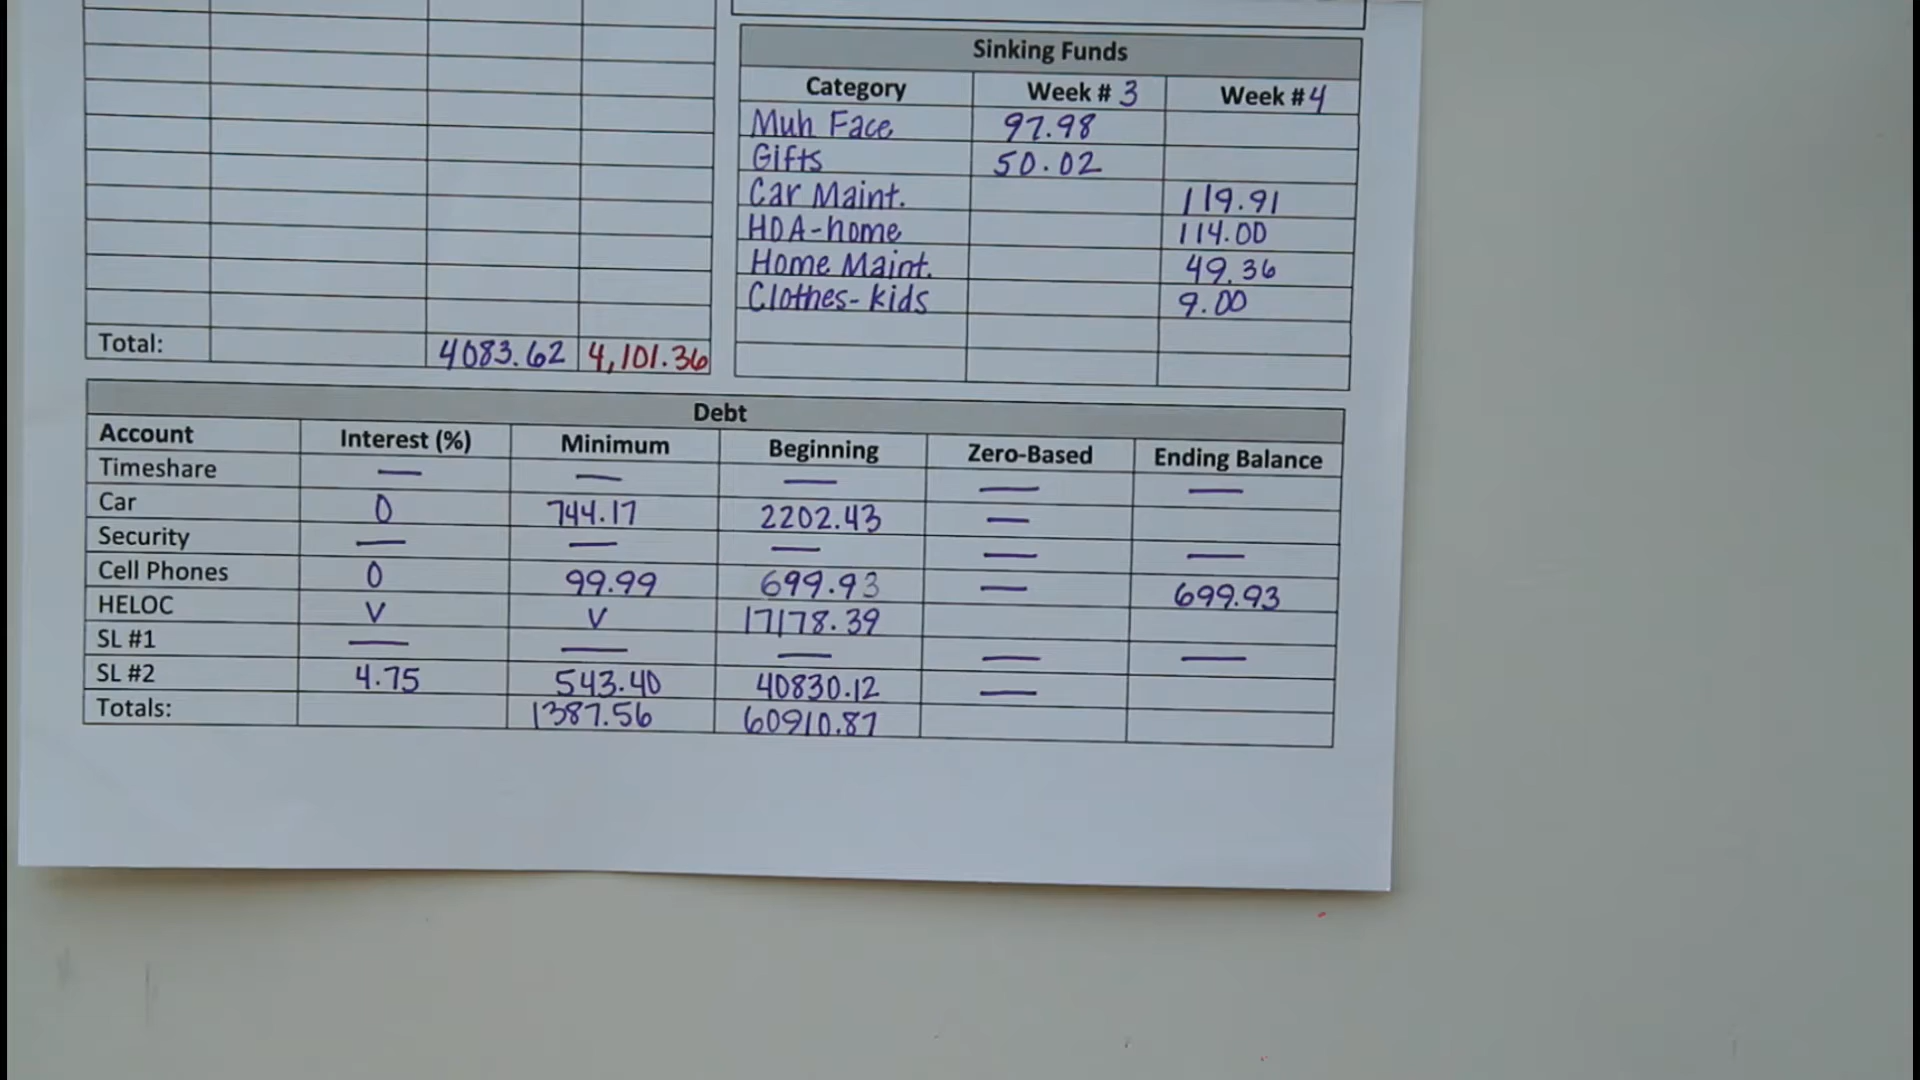 Sinking Funds
Category Week # 3 Week # 4
Muh Face 97.98
Gifts 50.02
Car Maint. 119.91
HOA-home 114.00
Home Maint. 49.36
Clothes-kids 9.00
Total: 4083.62 4,101.36
Debt
Account Interest (%) Minimum Beginning Zero-Based Ending Balance
Timeshare — — — — —
Car 0 744.17 2202.43 —
Security — — — — —
Cell Phones 0 99.99 699.93 — 699.93
HELOC V V 17178.39
SL #1 — — — — —
SL #2 4.75 543.40 40830.12 —
Totals: 1387.56 60910.87